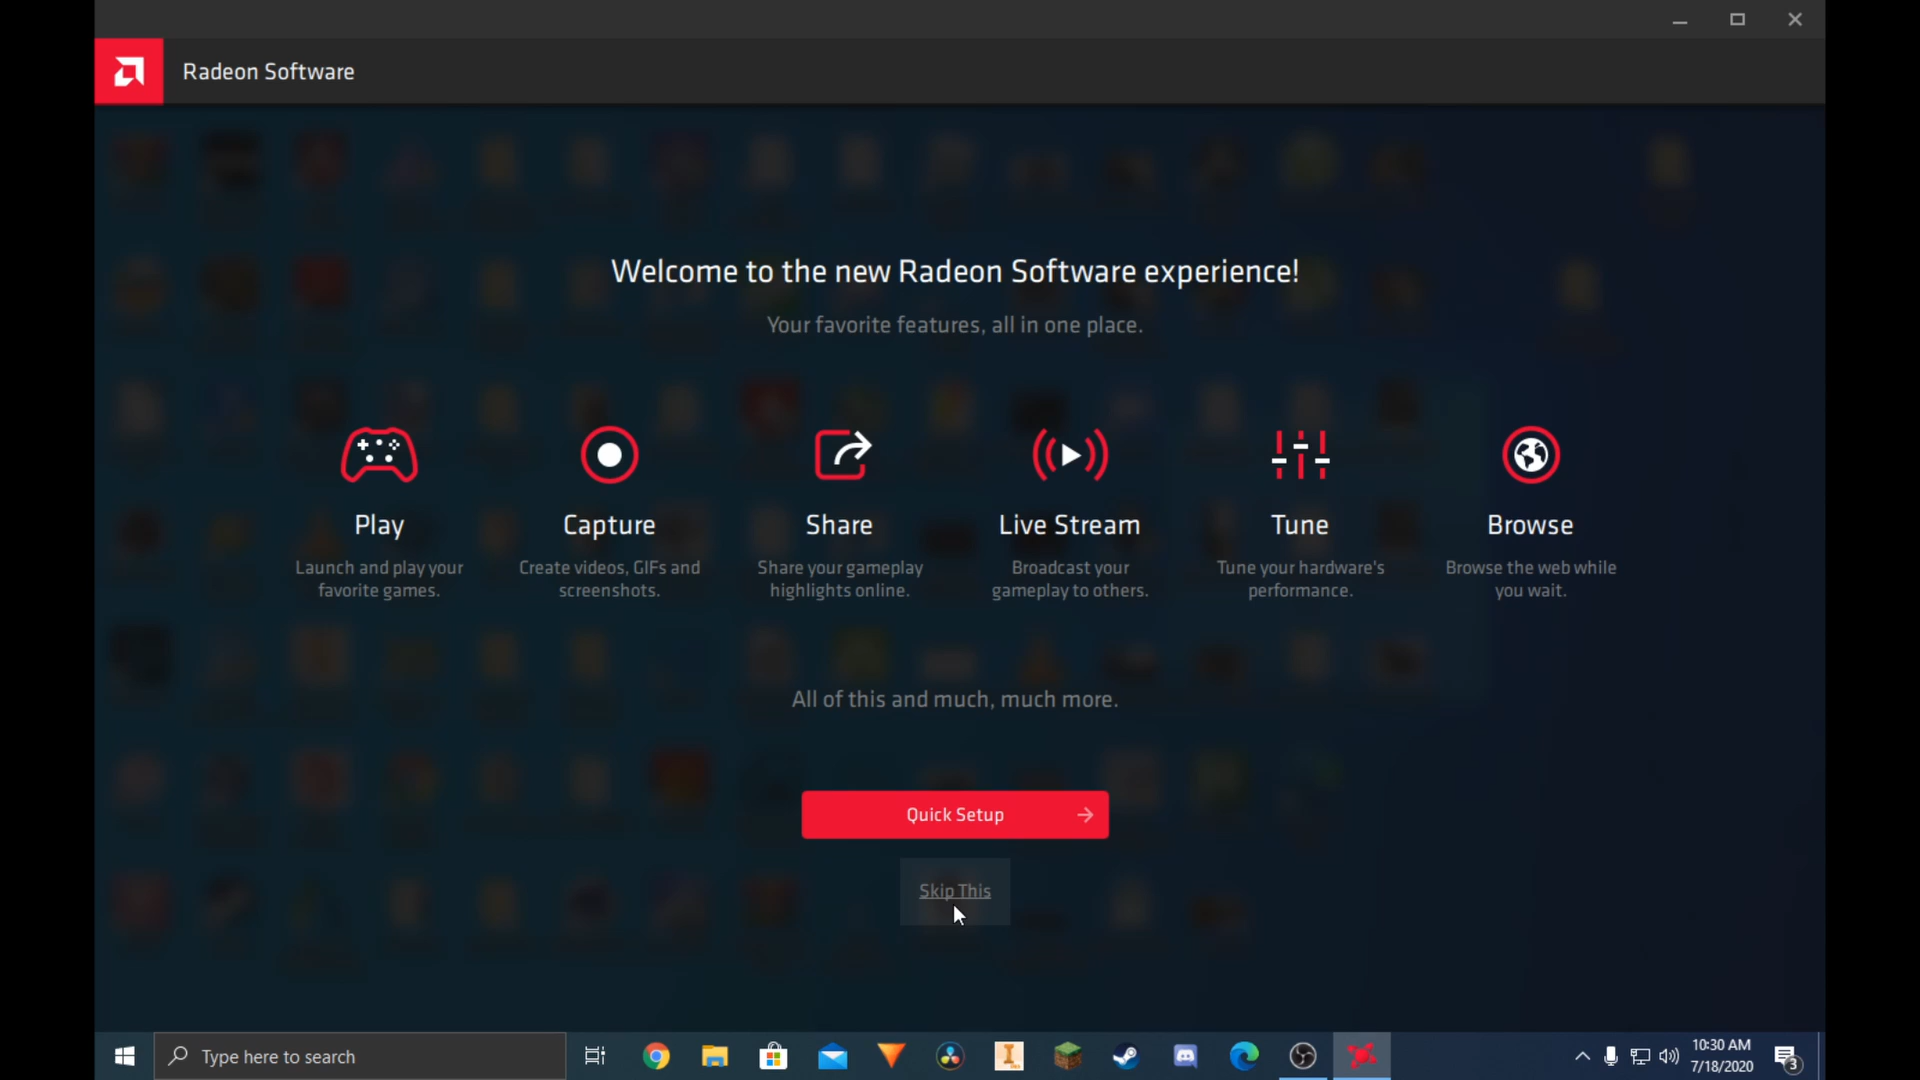 Radeon Software
Welcome to the new Radeon Software experience!
Your favorite features, all in one place.
Play
Launch and play your
favorite games.
Capture
Create videos, GIFs and
screenshots.
Share
Share your gameplay
highlights online.
Live Stream
Broadcast your
gameplay to others.
Tune
Tune your hardware's
performance.
Browse
Browse the web while
you wait.
All of this and much, much more.
Quick Setup
Skip This
Type here to search
I
10:30 AM
7/18/2020
3